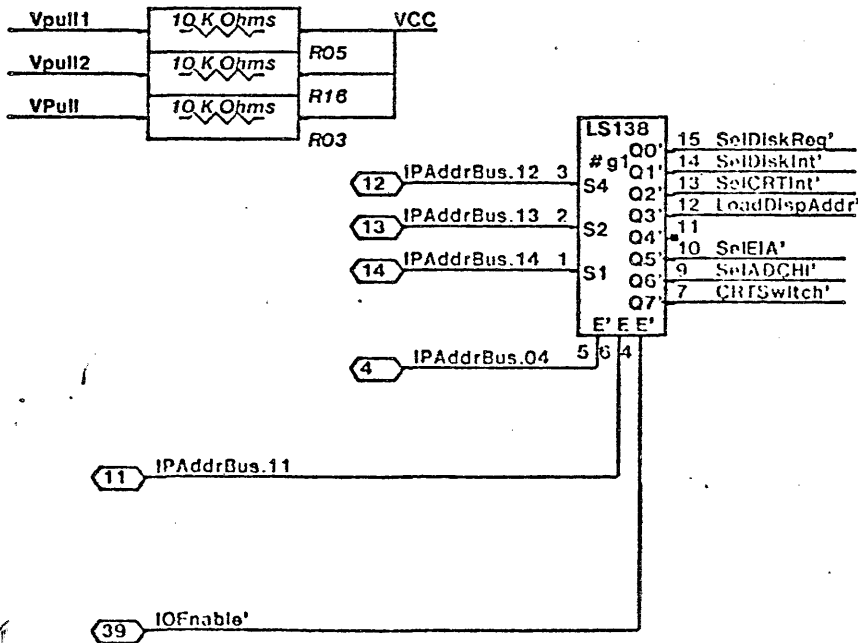 Vpull1 10 K Ohms VCC
R05
Vpull2 10 K Ohms
R16
VPull 10 K Ohms
R03
LS138
#g1
Q0' 15 SelDiskReg'
Q1' 14 SelDiskInt'
12 IPAddrBus.12 3 S4
Q2' 13 SelCRTInt'
Q3' 12 LoadDispAddr'
13 IPAddrBus.13 2 S2
Q4' 11
Q5' 10 SelEIA'
14 IPAddrBus.14 1 S1
Q6' 9 SelADCHI'
Q7' 7 CRTSwitch'
E' E E'
5 6 4
4 IPAddrBus.04
11 IPAddrBus.11
39 IOEnable'